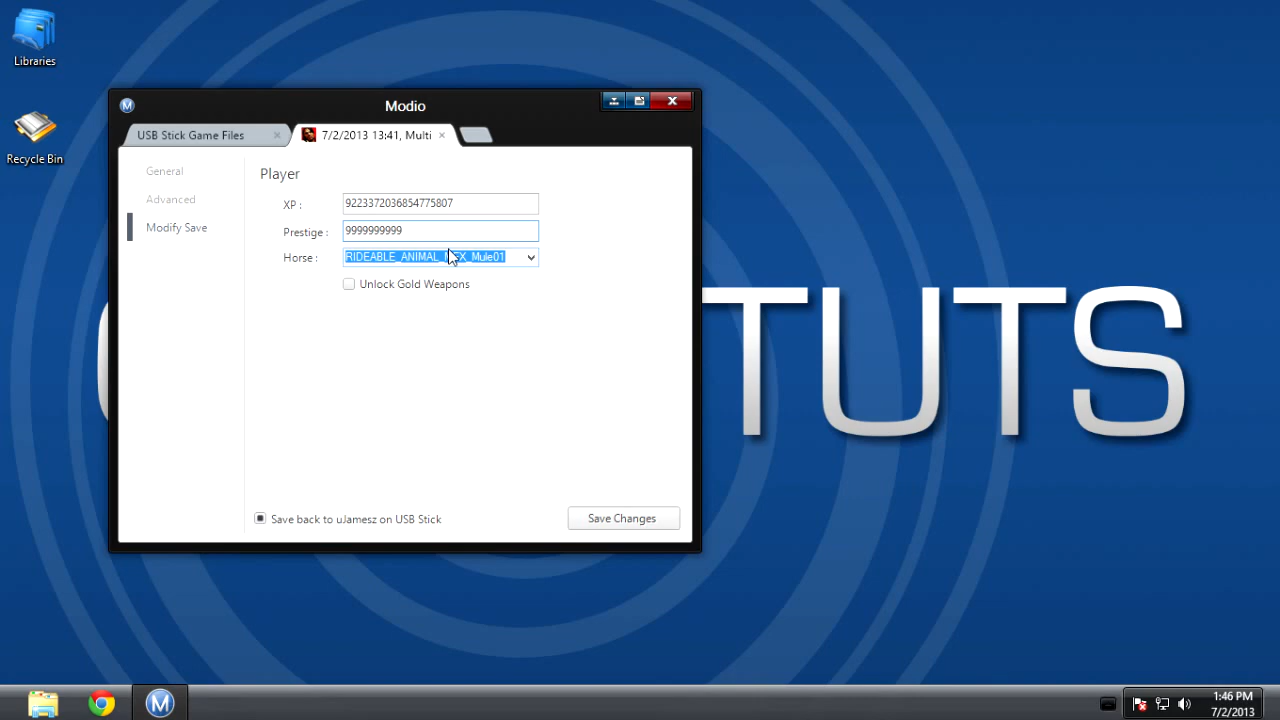 Libraries
Recycle Bin
Modio
USB Stick Game Files
7/2/2013 13:41, Multi
General
Advanced
Modify Save
Player
XP :
9223372036854775807
Prestige :
9999999999
Horse :
RIDEABLE_ANIMAL_ _Mule01
Unlock Gold Weapons
Save back to uJamesz on USB Stick
Save Changes
TUTS
1:46 PM
7/2/2013